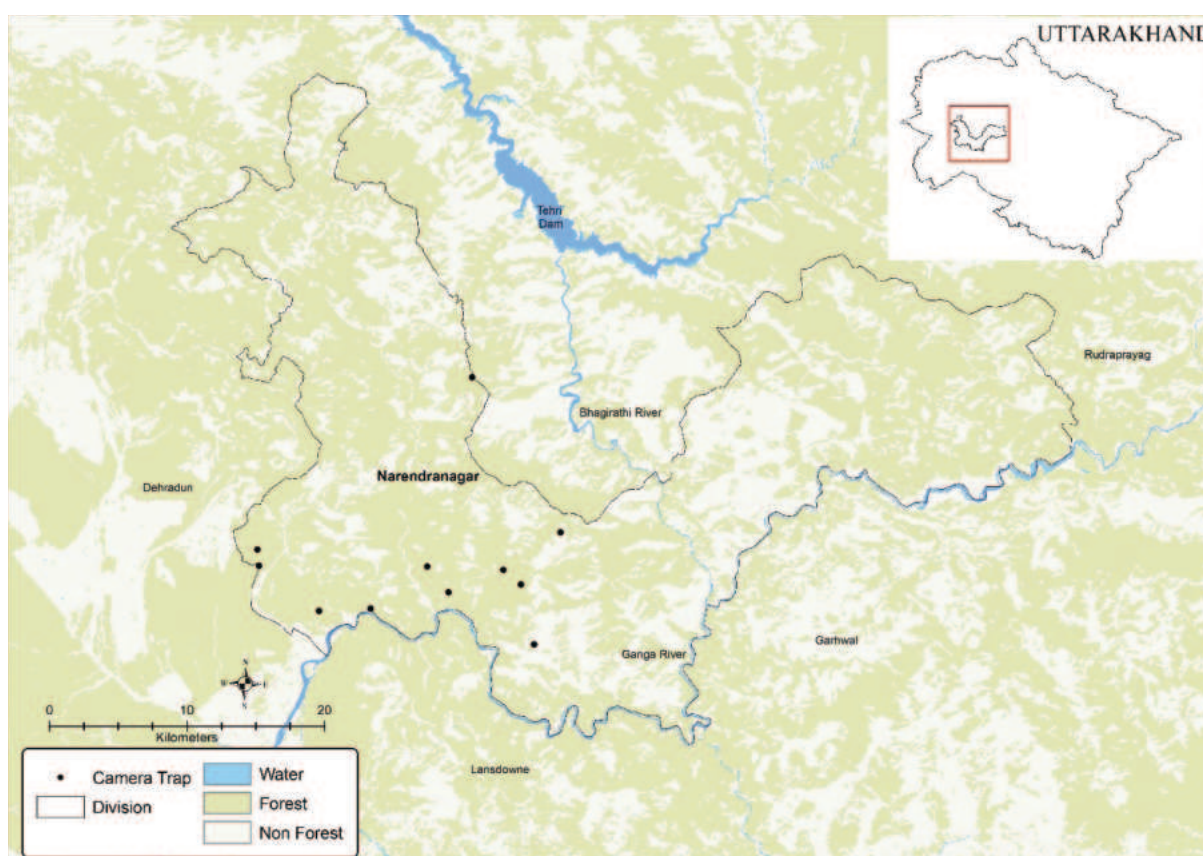 UTTARAKHAND
Tehri
Dam
Rudraprayag
Bhagirathi River
Narendranagar
Dehradun
Ganga River
Garhwal
N
W
E
S
0 10 20
Kilometers
Lansdowne
Camera Trap
Division
Water
Forest
Non Forest